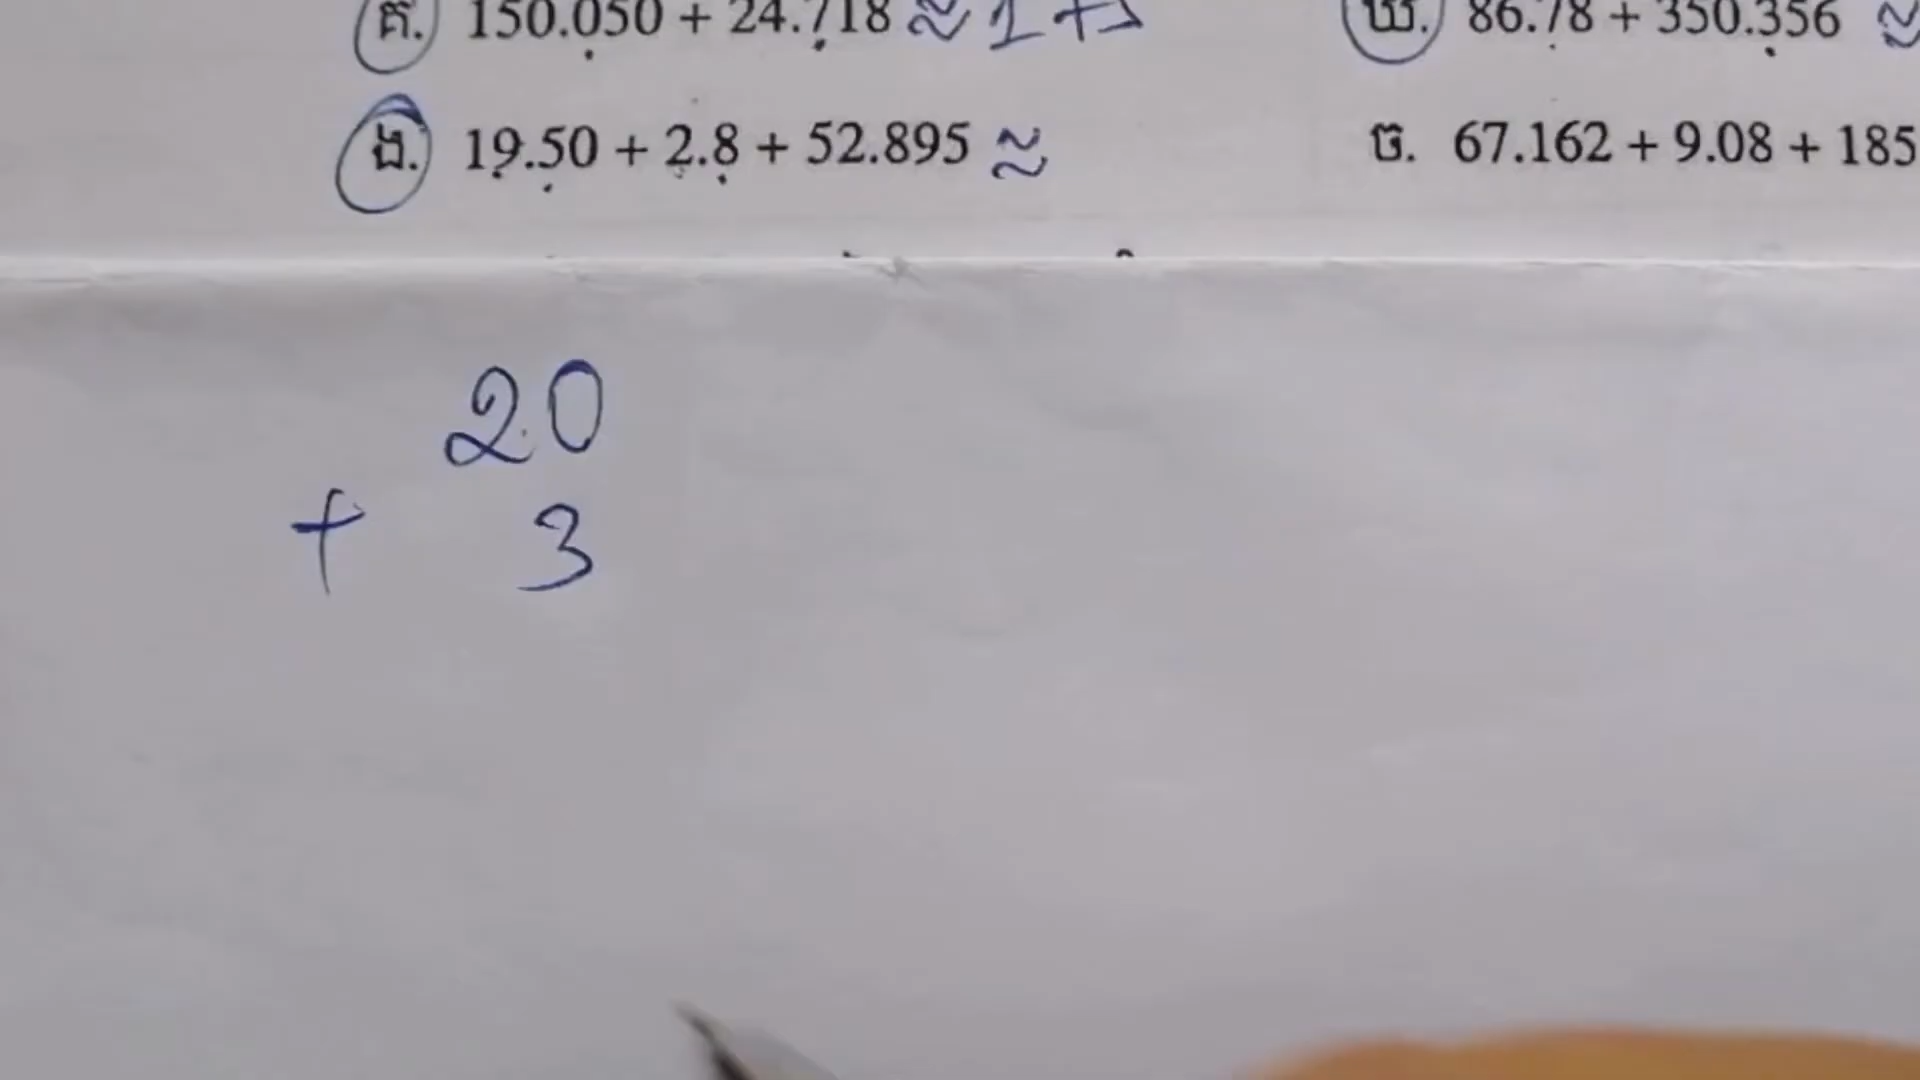 គ. 150.050 + 24.718 ≈ 175
ឃ. 86.78 + 350.356 ≈
ង. 19.50 + 2.8 + 52.895 ≈
ច. 67.162 + 9.08 + 185
20
+ 3